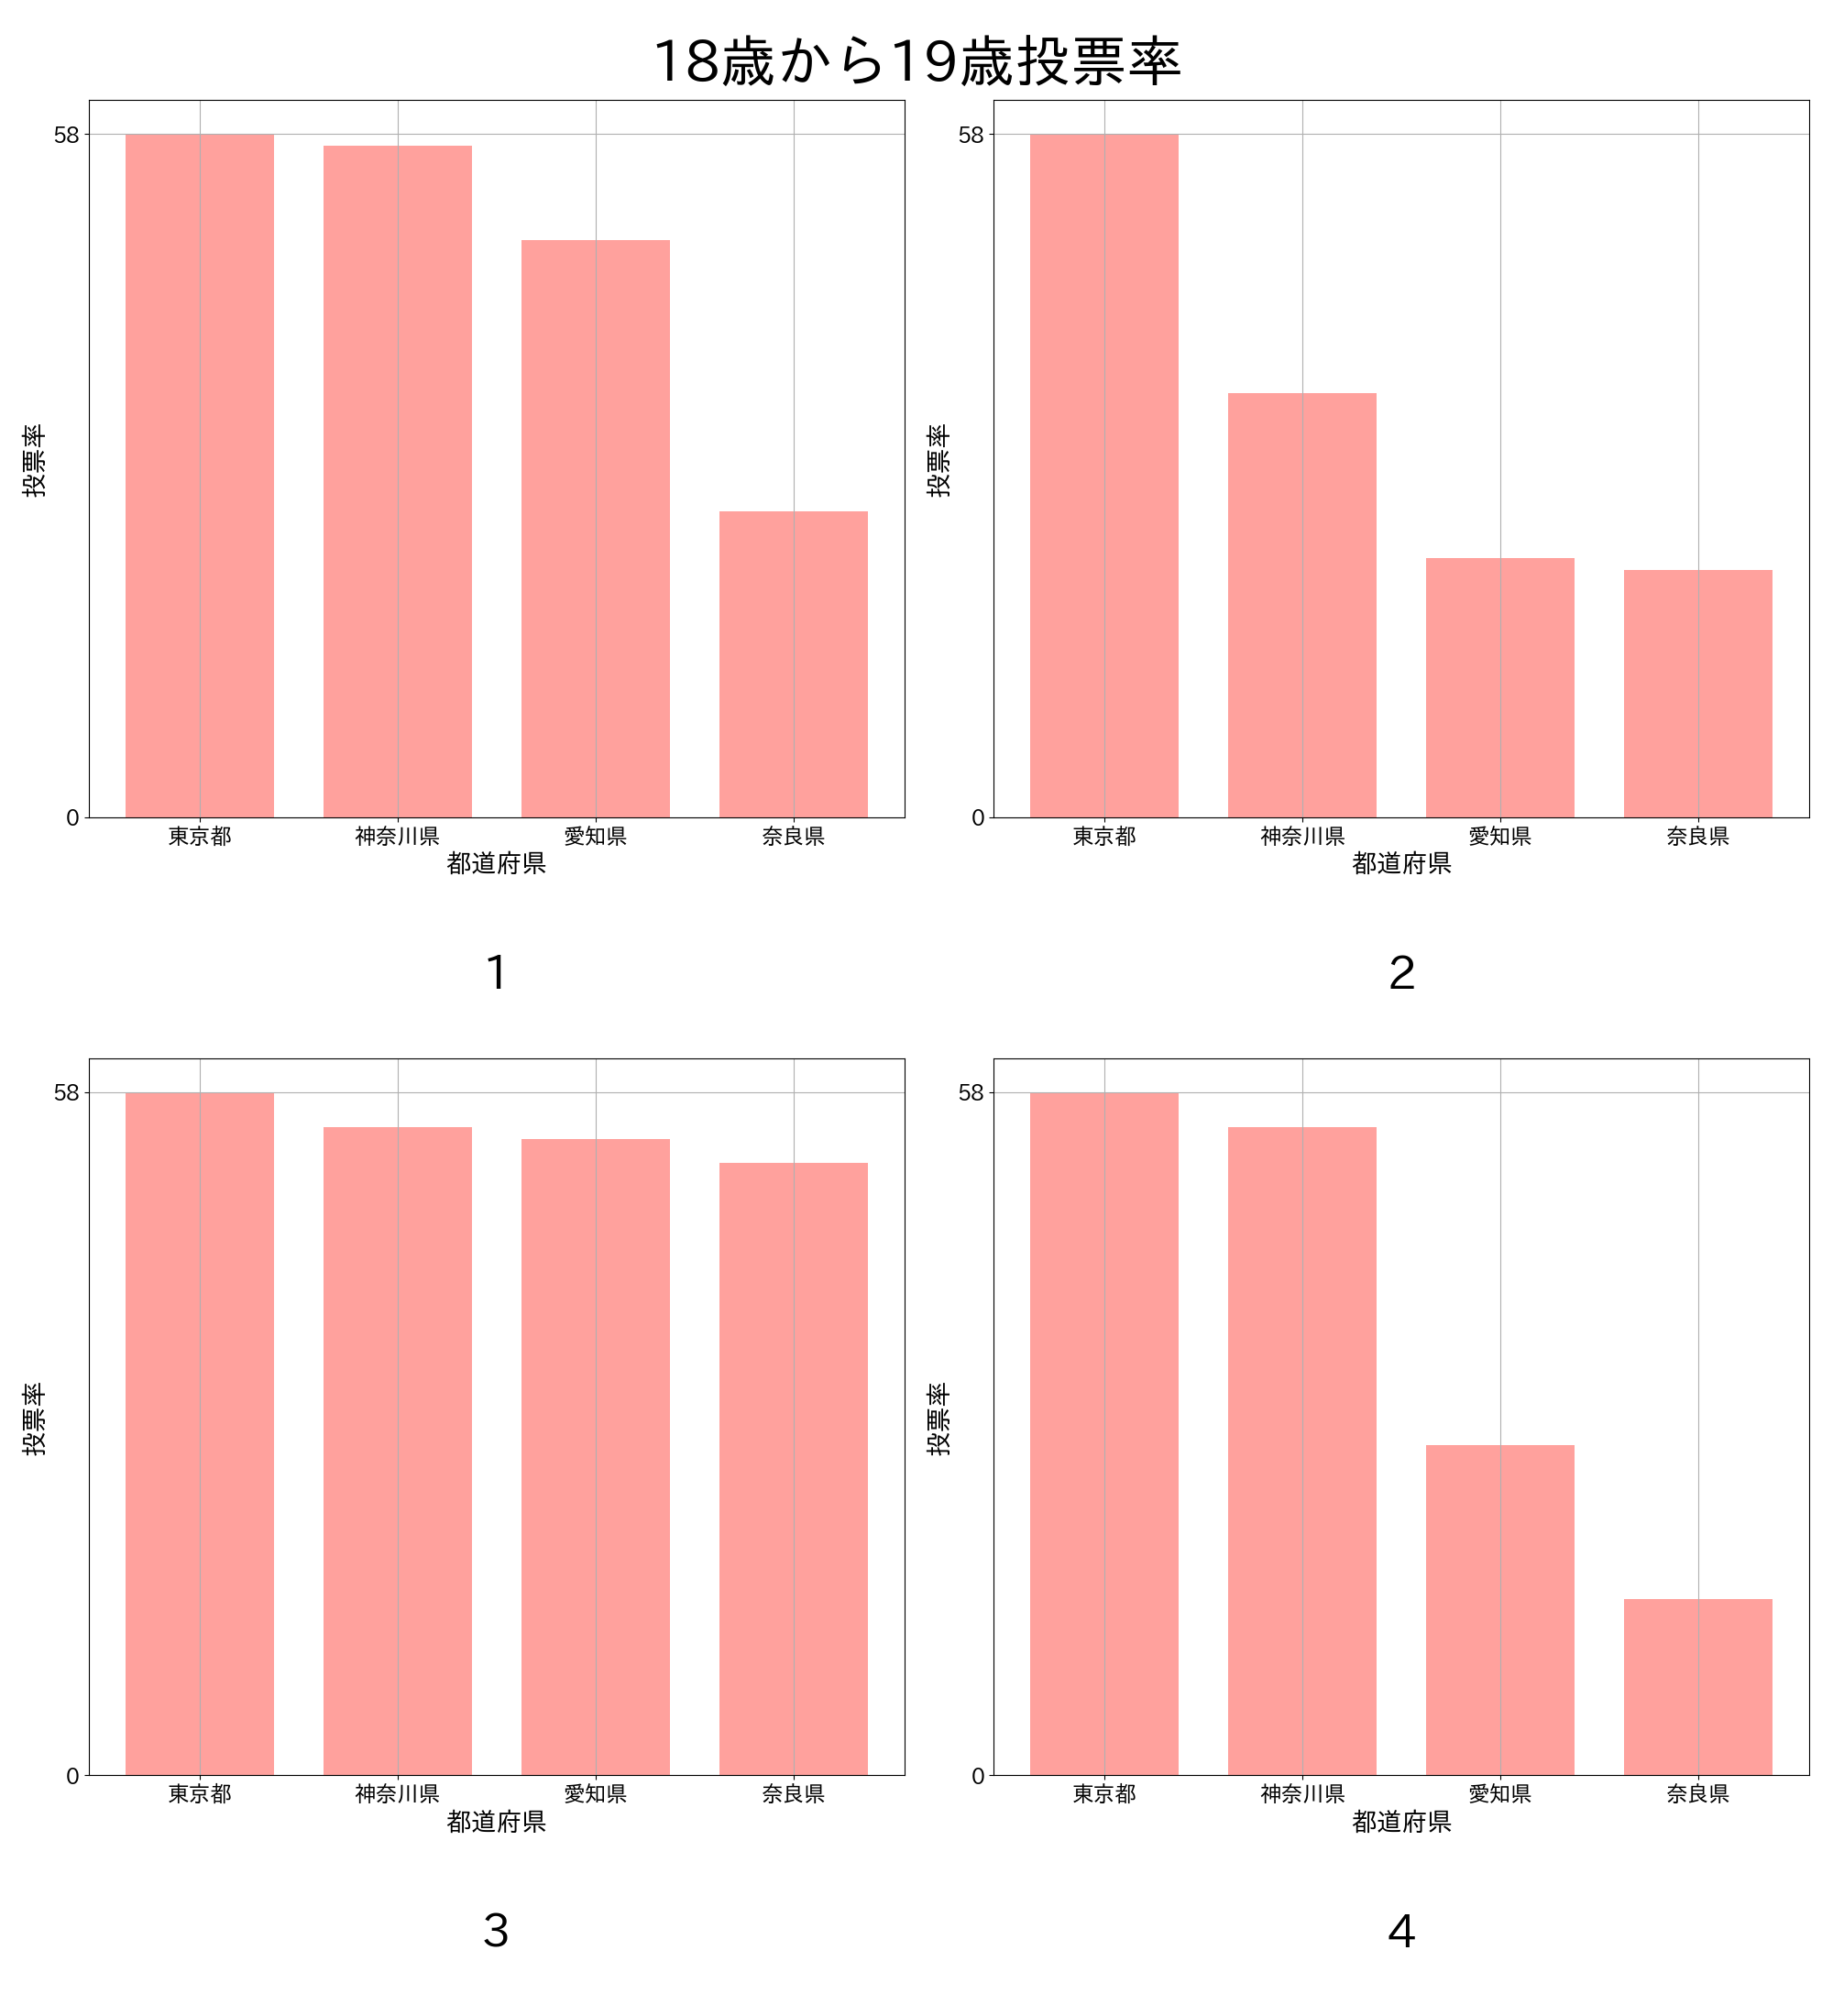 18歳から19歳投票率
58
0
投票率
東京都 神奈川県 愛知県 奈良県
都道府県
1
58
0
投票率
東京都 神奈川県 愛知県 奈良県
都道府県
2
58
0
投票率
東京都 神奈川県 愛知県 奈良県
都道府県
3
58
0
投票率
東京都 神奈川県 愛知県 奈良県
都道府県
4